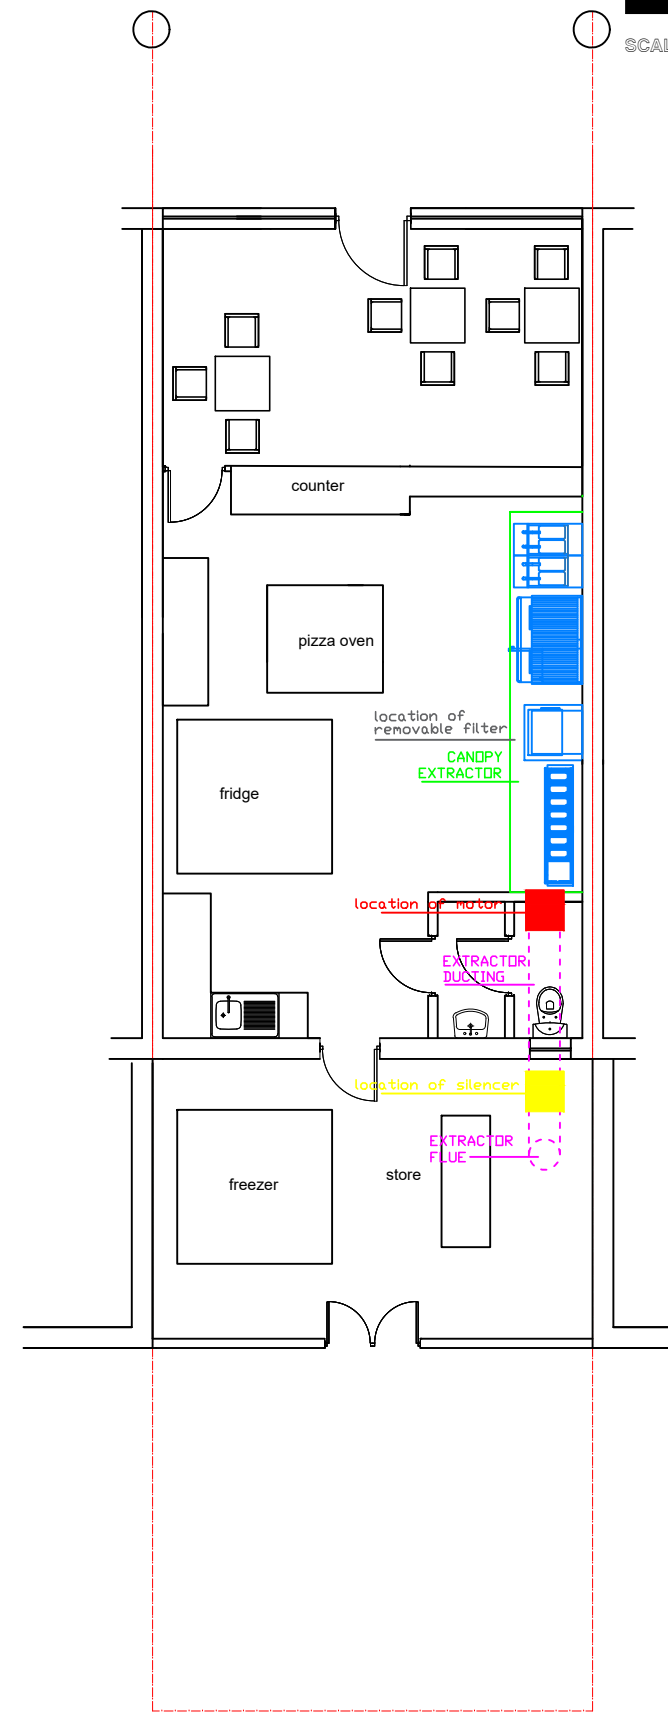 SCAL
counter
pizza oven
location of
removable filter
CANOPY
EXTRACTOR
fridge
location of motor
EXTRACTOR
DUCTING
location of silencer
EXTRACTOR
FLUE
store
freezer